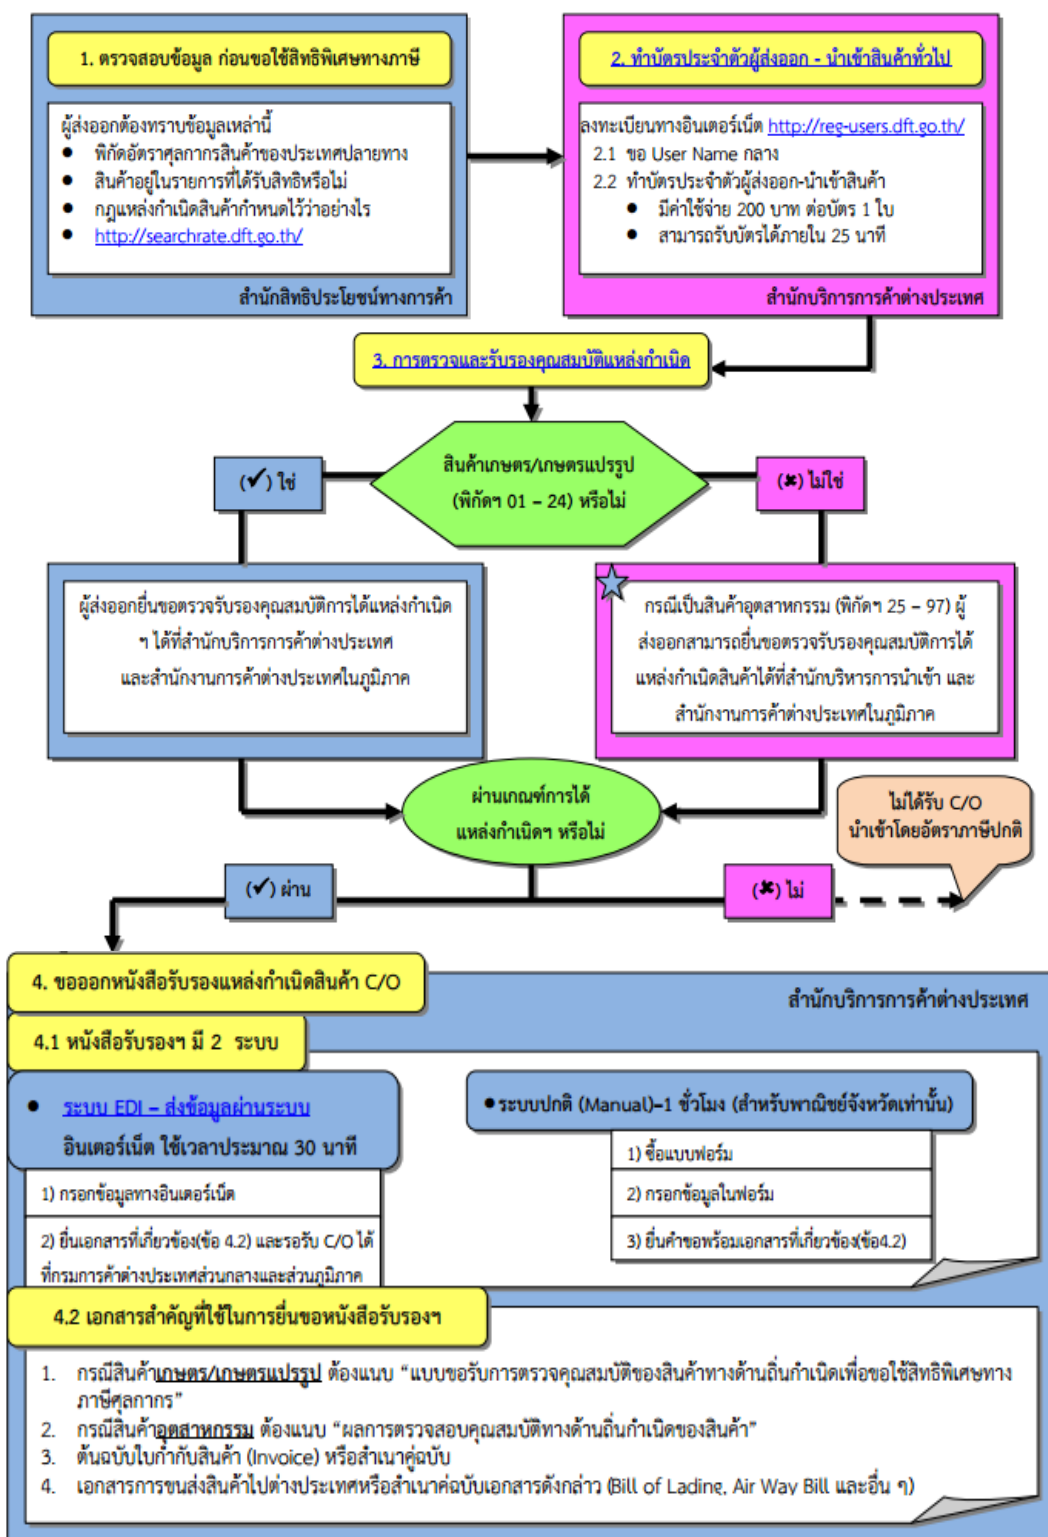 1. ตรวจสอบข้อมูล ก่อนขอใช้สิทธิพิเศษทางภาษี
ผู้ส่งออกต้องทราบข้อมูลเหล่านี้
● พิกัดอัตราศุลกากรสินค้าของประเทศปลายทาง
● สินค้าอยู่ในรายการที่ได้รับสิทธิหรือไม่
● กฎแหล่งกำเนิดสินค้ากำหนดไว้ว่าอย่างไร
● http://searchrate.dft.go.th/
สำนักสิทธิประโยชน์ทางการค้า
2. ทำบัตรประจำตัวผู้ส่งออก - นำเข้าสินค้าทั่วไป
ลงทะเบียนทางอินเตอร์เน็ต http://reg-users.dft.go.th/
2.1 ขอ User Name กลาง
2.2 ทำบัตรประจำตัวผู้ส่งออก-นำเข้าสินค้า
● มีค่าใช้จ่าย 200 บาท ต่อบัตร 1 ใบ
● สามารถรับบัตรได้ภายใน 25 นาที
สำนักบริการการค้าต่างประเทศ
3. การตรวจและรับรองคุณสมบัติแหล่งกำเนิด
สินค้าเกษตร/เกษตรแปรรูป
(พิกัดฯ 01 – 24) หรือไม่
(✔) ใช่
(✖) ไม่ใช่
ผู้ส่งออกยื่นขอตรวจรับรองคุณสมบัติการได้แหล่งกำเนิด
ฯ ได้ที่สำนักบริการการค้าต่างประเทศ
และสำนักงานการค้าต่างประเทศในภูมิภาค
กรณีเป็นสินค้าอุตสาหกรรม (พิกัดฯ 25 – 97) ผู้
ส่งออกสามารถยื่นขอตรวจรับรองคุณสมบัติการได้
แหล่งกำเนิดสินค้าได้ที่สำนักบริหารการนำเข้า และ
สำนักงานการค้าต่างประเทศในภูมิภาค
ผ่านเกณฑ์การได้
แหล่งกำเนิดฯ หรือไม่
ไม่ได้รับ C/O
นำเข้าโดยอัตราภาษีปกติ
(✔) ผ่าน
(✖) ไม่
4. ขอออกหนังสือรับรองแหล่งกำเนิดสินค้า C/O
สำนักบริการการค้าต่างประเทศ
4.1 หนังสือรับรองฯ มี 2 ระบบ
● ระบบ EDI – ส่งข้อมูลผ่านระบบ
อินเตอร์เน็ต ใช้เวลาประมาณ 30 นาที
1) กรอกข้อมูลทางอินเตอร์เน็ต
2) ยื่นเอกสารที่เกี่ยวข้อง(ข้อ 4.2) และรอรับ C/O ได้
ที่กรมการค้าต่างประเทศส่วนกลางและส่วนภูมิภาค
● ระบบปกติ (Manual)–1 ชั่วโมง (สำหรับพาณิชย์จังหวัดเท่านั้น)
1) ซื้อแบบฟอร์ม
2) กรอกข้อมูลในฟอร์ม
3) ยื่นคำขอพร้อมเอกสารที่เกี่ยวข้อง(ข้อ4.2)
4.2 เอกสารสำคัญที่ใช้ในการยื่นขอหนังสือรับรองฯ
1. กรณีสินค้าเกษตร/เกษตรแปรรูป ต้องแนบ “แบบขอรับการตรวจคุณสมบัติของสินค้าทางด้านถิ่นกำเนิดเพื่อขอใช้สิทธิพิเศษทาง
ภาษีศุลกากร”
2. กรณีสินค้าอุตสาหกรรม ต้องแนบ “ผลการตรวจสอบคุณสมบัติทางด้านถิ่นกำเนิดของสินค้า”
3. ต้นฉบับใบกำกับสินค้า (Invoice) หรือสำเนาคู่ฉบับ
4. เอกสารการขนส่งสินค้าไปต่างประเทศหรือสำเนาคู่ฉบับเอกสารดังกล่าว (Bill of Lading, Air Way Bill และอื่น ๆ)